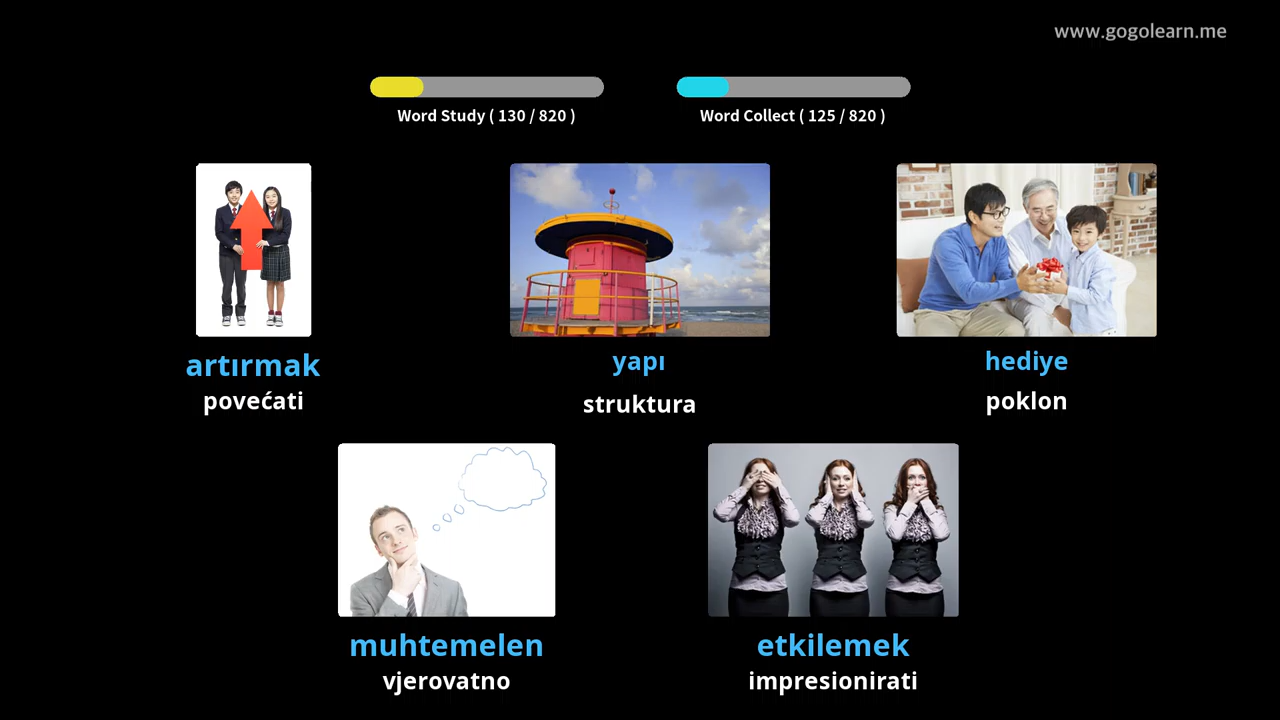 www.gogolearn.me
Word Study ( 130 / 820 )
Word Collect ( 125 / 820 )
artırmak
povećati
yapı
struktura
hediye
poklon
muhtemelen
vjerovatno
etkilemek
impresionirati